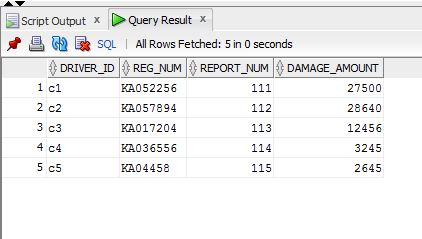 Script Output x Query Result x
SQL | All Rows Fetched: 5 in 0 seconds
DRIVER_ID REG_NUM REPORT_NUM DAMAGE_AMOUNT
1 c1 KA052256 111 27500
2 c2 KA057894 112 28640
3 c3 KA017204 113 12456
4 c4 KA036556 114 3245
5 c5 KA04458 115 2645